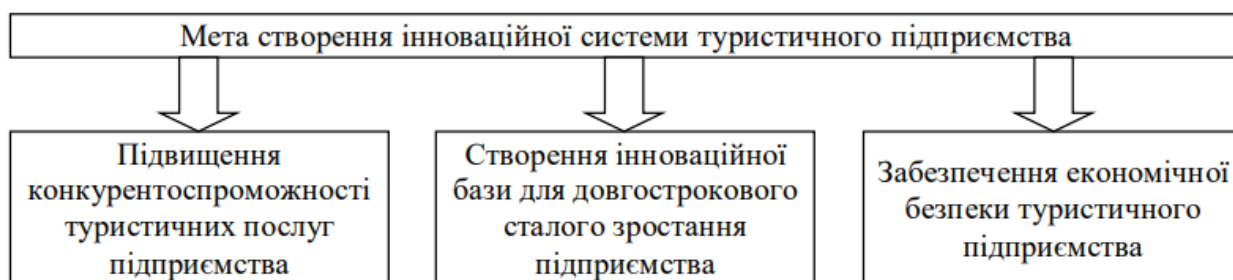 Мета створення інноваційної системи туристичного підприємства
Підвищення
конкурентоспроможності
туристичних послуг
підприємства
Створення інноваційної
бази для довгострокового
сталого зростання
підприємства
Забезпечення економічної
безпеки туристичного
підприємства